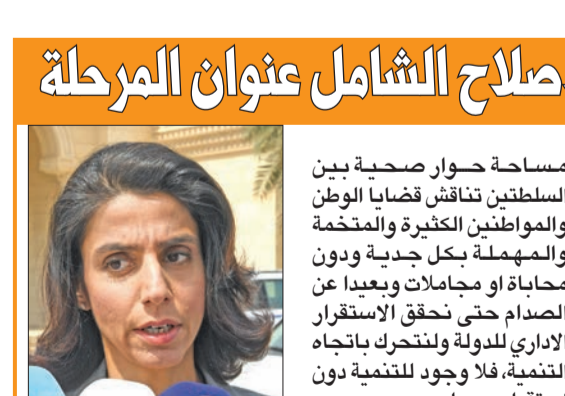 صلاح الشامل عنوان المرحلة
مساحة حوار صحية بين
السلطتين تناقش قضايا الوطن
والمواطنين الكثيرة والمتخمة
والمهملة بكل جدية ودون
محاباة او مجاملات وبعيدا عن
الصدام حتى نحقق الاستقرار
الاداري للدولة ولنتحرك باتجاه
التنمية، فلا وجود للتنمية دون